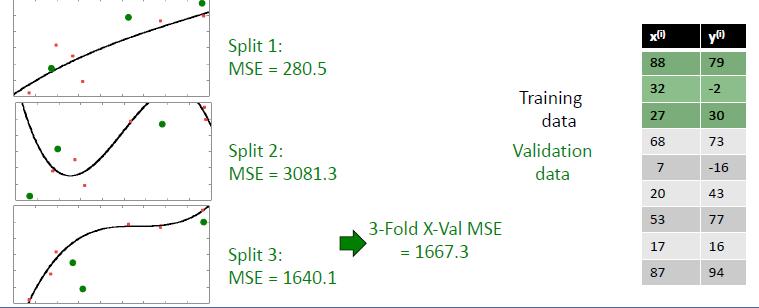 Split 1:
MSE = 280.5
Split 2:
MSE = 3081.3
Split 3:
MSE = 1640.1
3-Fold X-Val MSE
= 1667.3
Training
data
Validation
data
x(i) y(i)
88 79
32 -2
27 30
68 73
7 -16
20 43
53 77
17 16
87 94